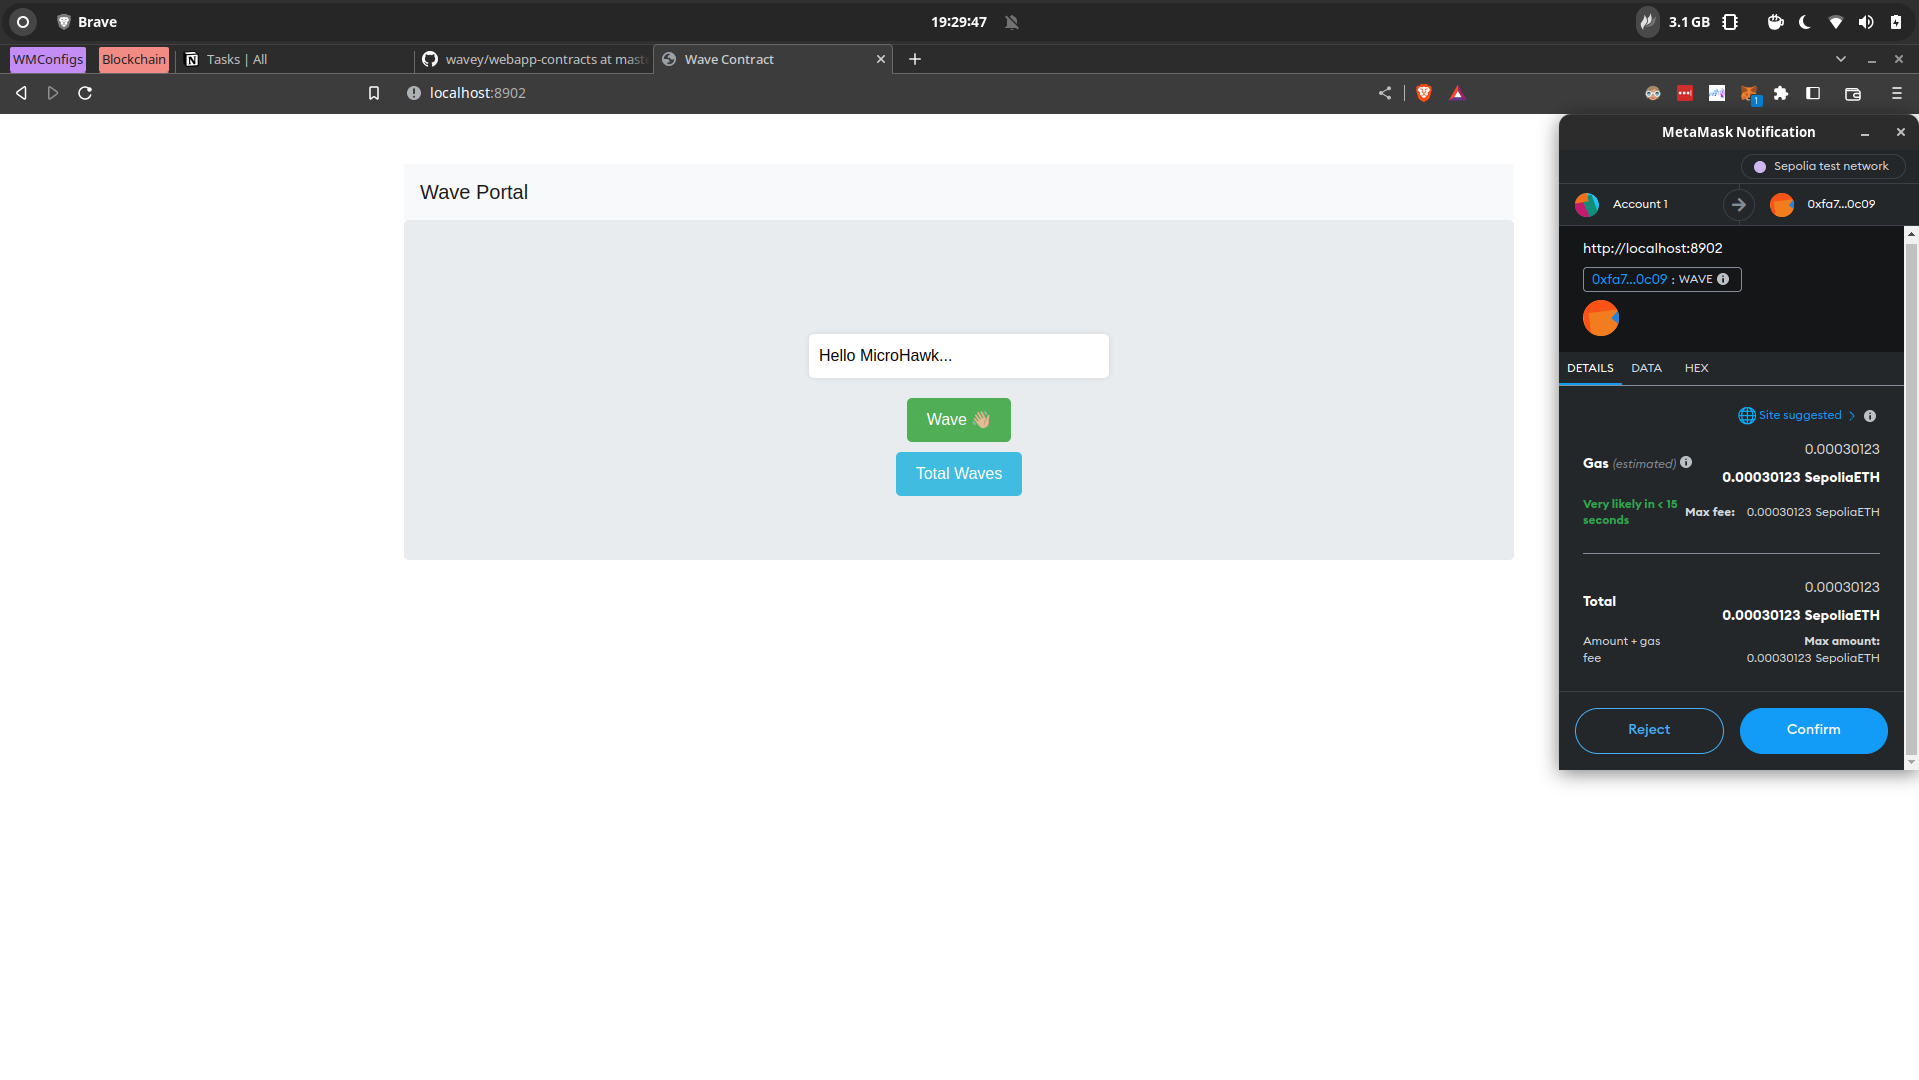 Brave
19:29:47
3.1 GB
WMConfigs
Blockchain
Tasks | All
wavey/webapp-contracts at mast
Wave Contract
localhost:8902
1
Wave Portal
Hello MicroHawk...
Wave 👋🏼
Total Waves
MetaMask Notification
Sepolia test network
Account 1
0xfa7...0c09
http://localhost:8902
0xfa7...0c09 : WAVE
DETAILS
DATA
HEX
Site suggested
0.00030123
Gas (estimated)
0.00030123 SepoliaETH
Very likely in < 15 seconds
Max fee: 0.00030123 SepoliaETH
0.00030123
Total
0.00030123 SepoliaETH
Amount + gas fee
Max amount:
0.00030123 SepoliaETH
Reject
Confirm